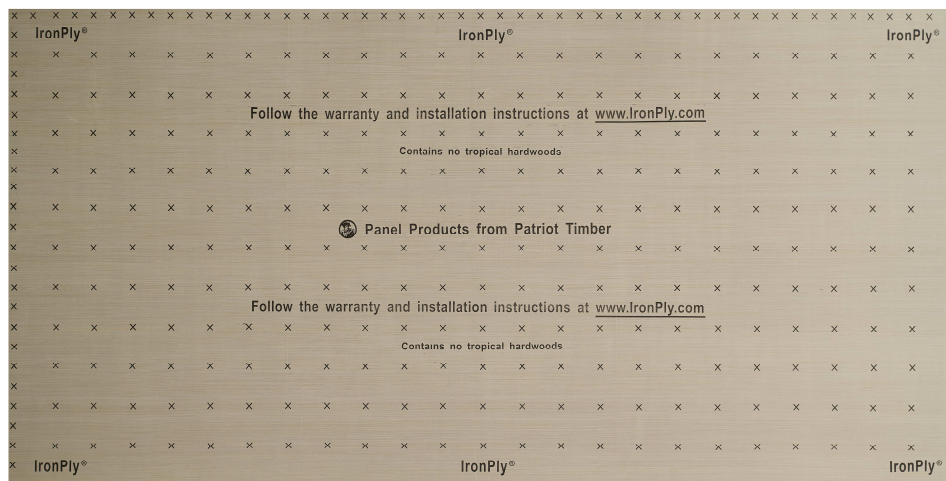 IronPly® IronPly® IronPly®
Follow the warranty and installation instructions at www.IronPly.com
Contains no tropical hardwoods
Panel Products from Patriot Timber
Follow the warranty and installation instructions at www.IronPly.com
Contains no tropical hardwoods
IronPly® IronPly® IronPly®